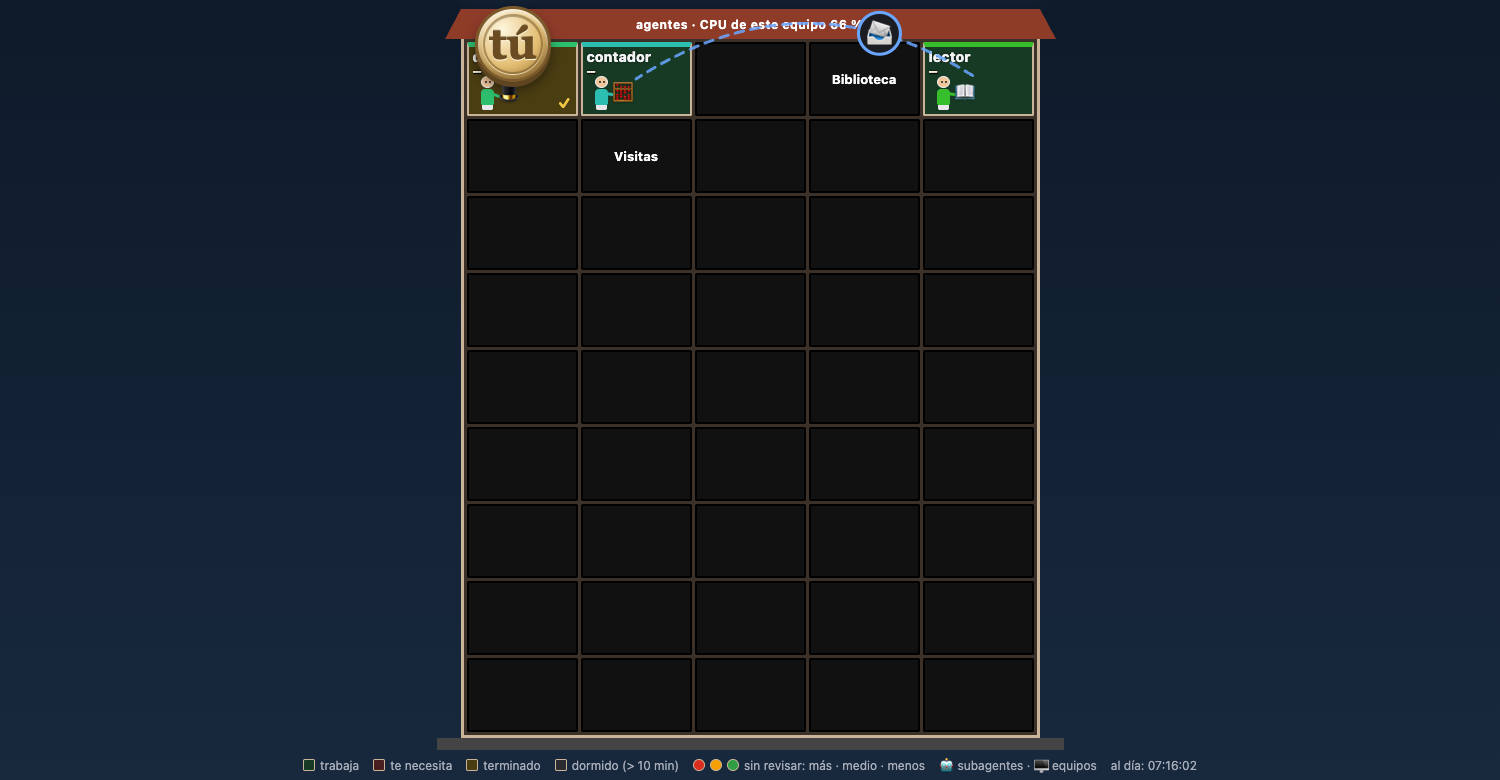 agentes · CPU de este equipo 66 %
tú
contador
lector
Biblioteca
Visitas
trabaja
te necesita
terminado
dormido (> 10 min)
sin revisar: más · medio · menos
subagentes ·
equipos
al día: 07:16:02